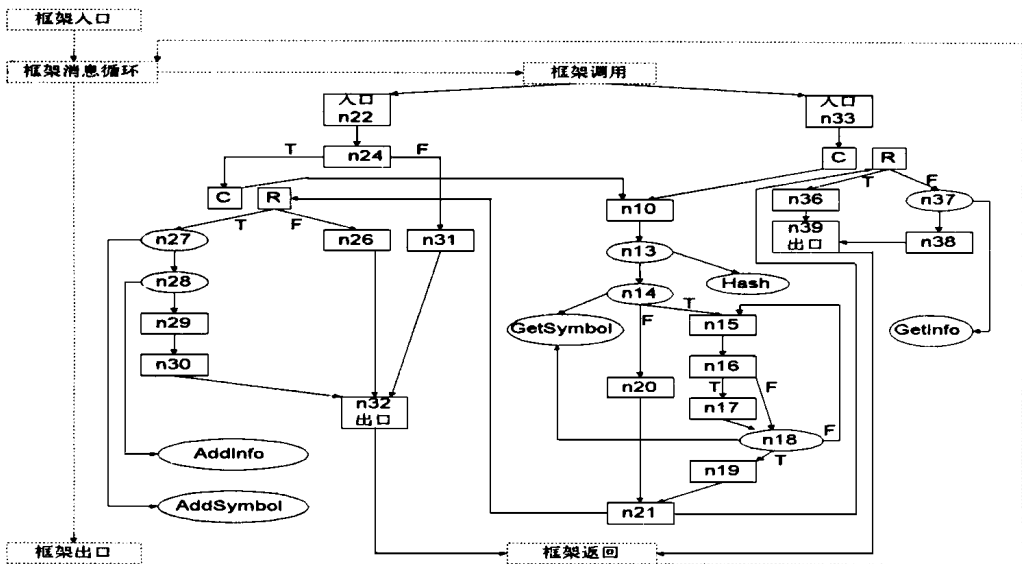 框架入口
框架消息循环
框架调用
入口
n22
入口
n33
T
n24
F
C
R
C
R
T
F
n10
n36
n37
T
F
n26
n31
n39
出口
n38
n27
n13
n28
Hash
n14
T
GetSymbol
F
n15
GetInfo
n29
n16
n30
T
F
n20
n17
n32
出口
n18
F
T
AddInfo
n19
AddSymbol
n21
框架出口
框架返回